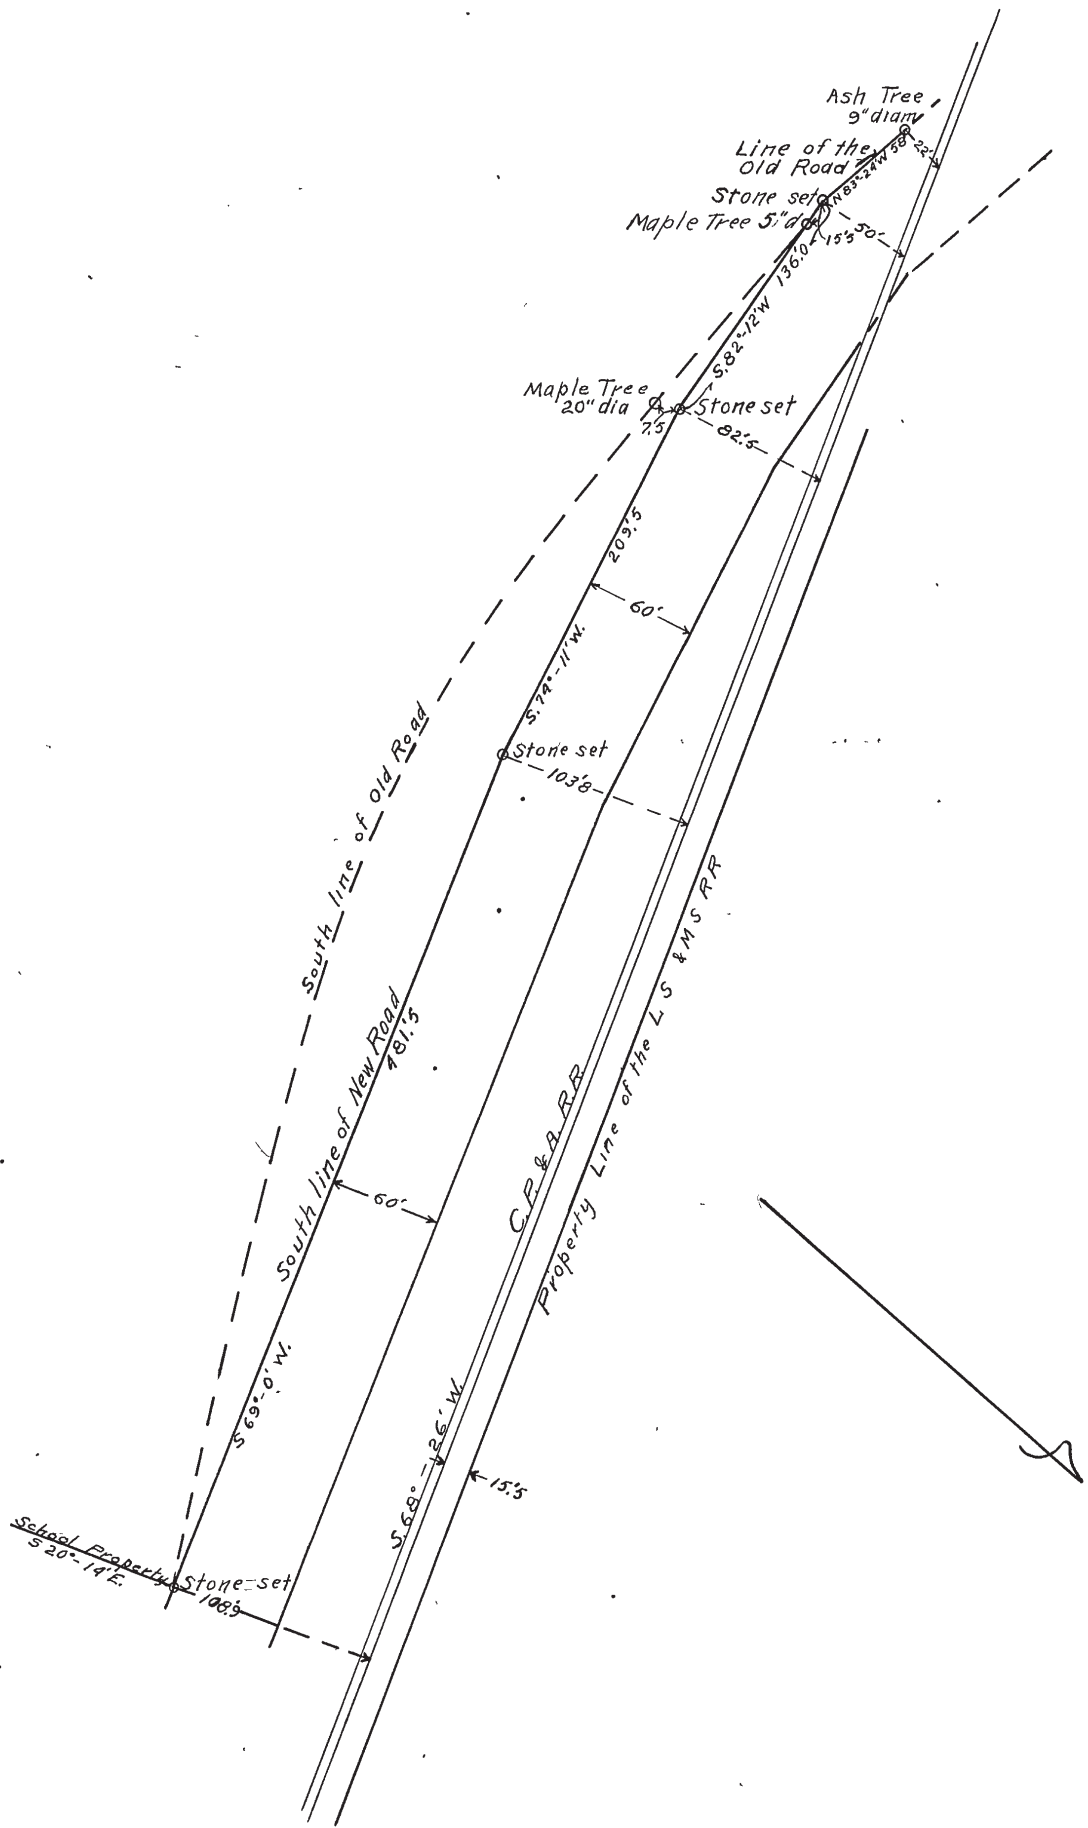 Ash Tree
9" diam
22'
Line of the
Old Road
N 83°-24' W 58'
Stone set
Maple Tree 5" d
15'.5
50'
136'.0
S. 82°-12' W
Maple Tree
20" dia
Stone set
7'.5
82'.5
209'.5
60'
S. 74°-11' W.
Stone set
103'8
South line of Old Road
South line of New Road
481'.5
60'
C. P. & A. R.R.
Property Line of the L S & M S R R
S 69°-0' W.
S. 68°-26' W.
15'.5
School Property
S 20°-14' E.
Stone set
108'.9